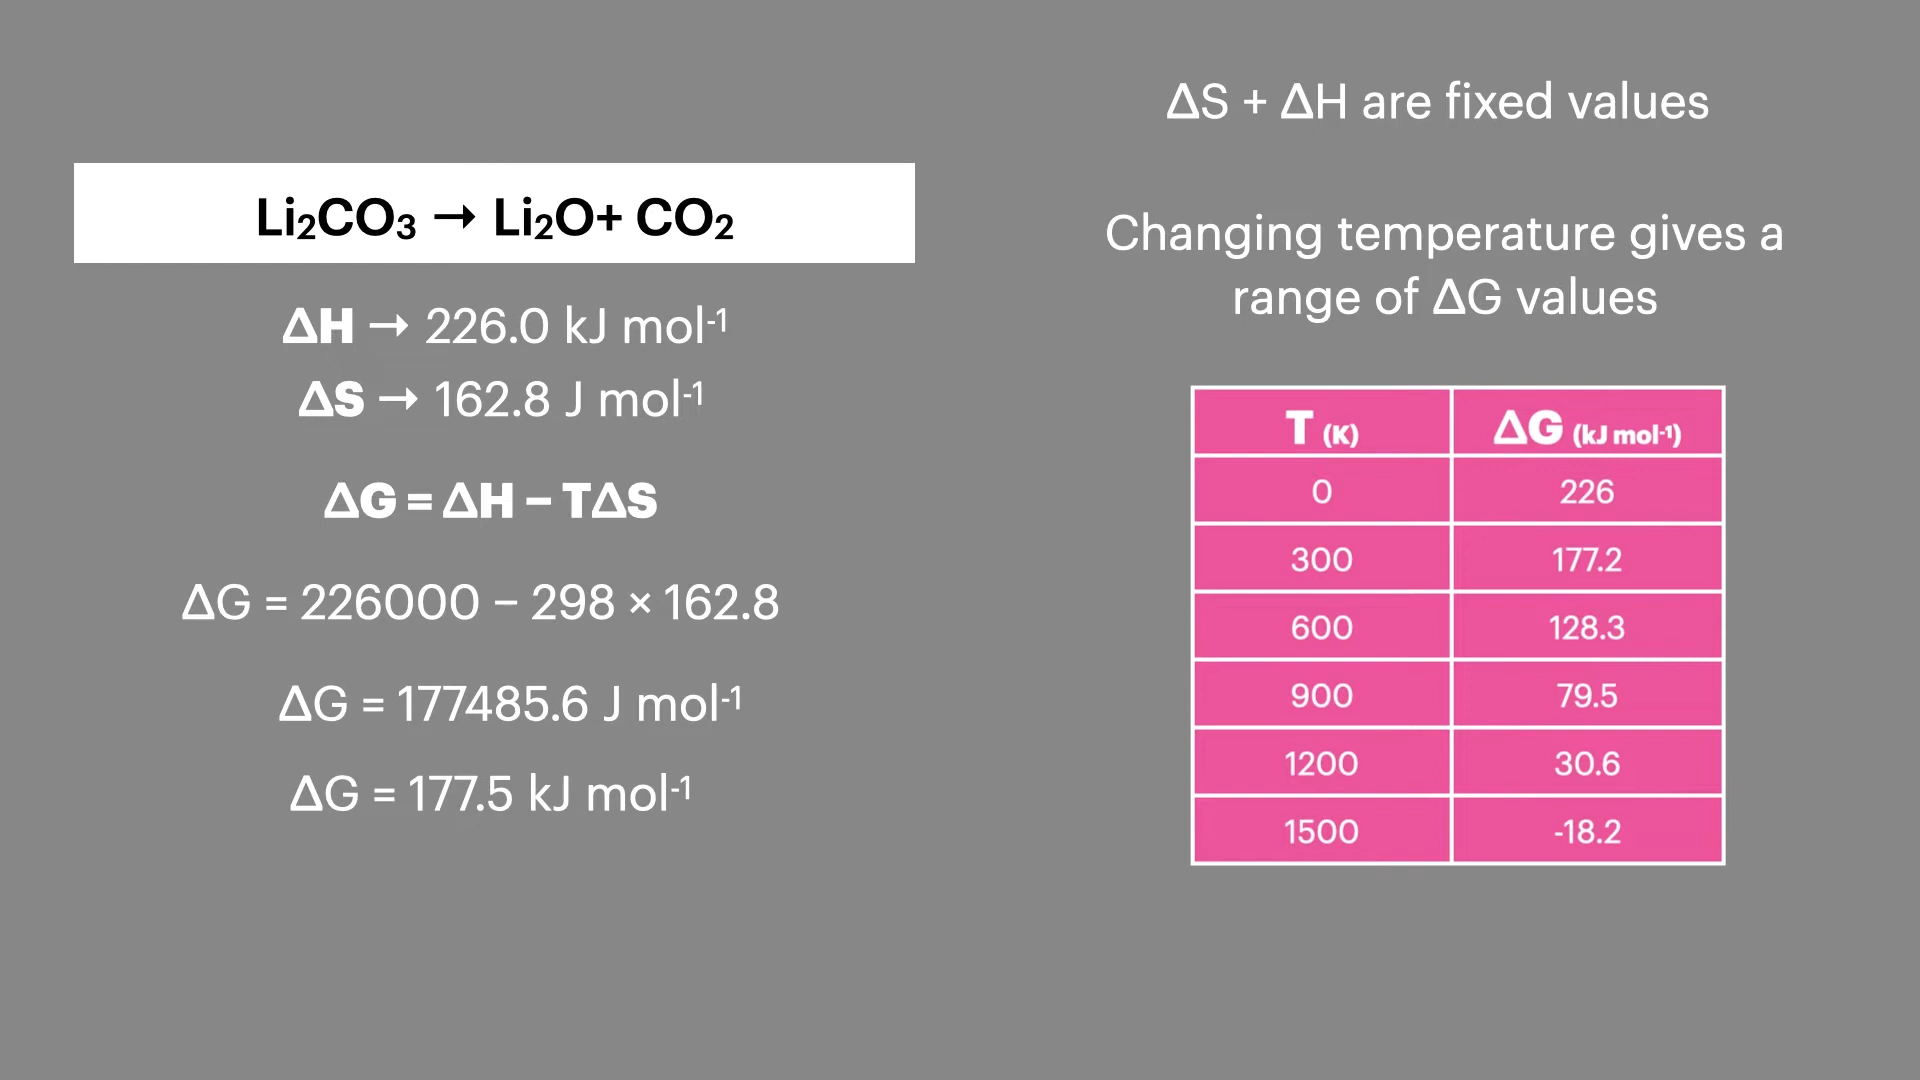 Li₂CO₃ → Li₂O+ CO₂
ΔH → 226.0 kJ mol⁻¹
ΔS → 162.8 J mol⁻¹
ΔG = ΔH – TΔS
ΔG = 226000 – 298 × 162.8
ΔG = 177485.6 J mol⁻¹
ΔG = 177.5 kJ mol⁻¹
ΔS + ΔH are fixed values
Changing temperature gives a
range of ΔG values
T (K) ΔG (kJ mol⁻¹)
0 226
300 177.2
600 128.3
900 79.5
1200 30.6
1500 -18.2